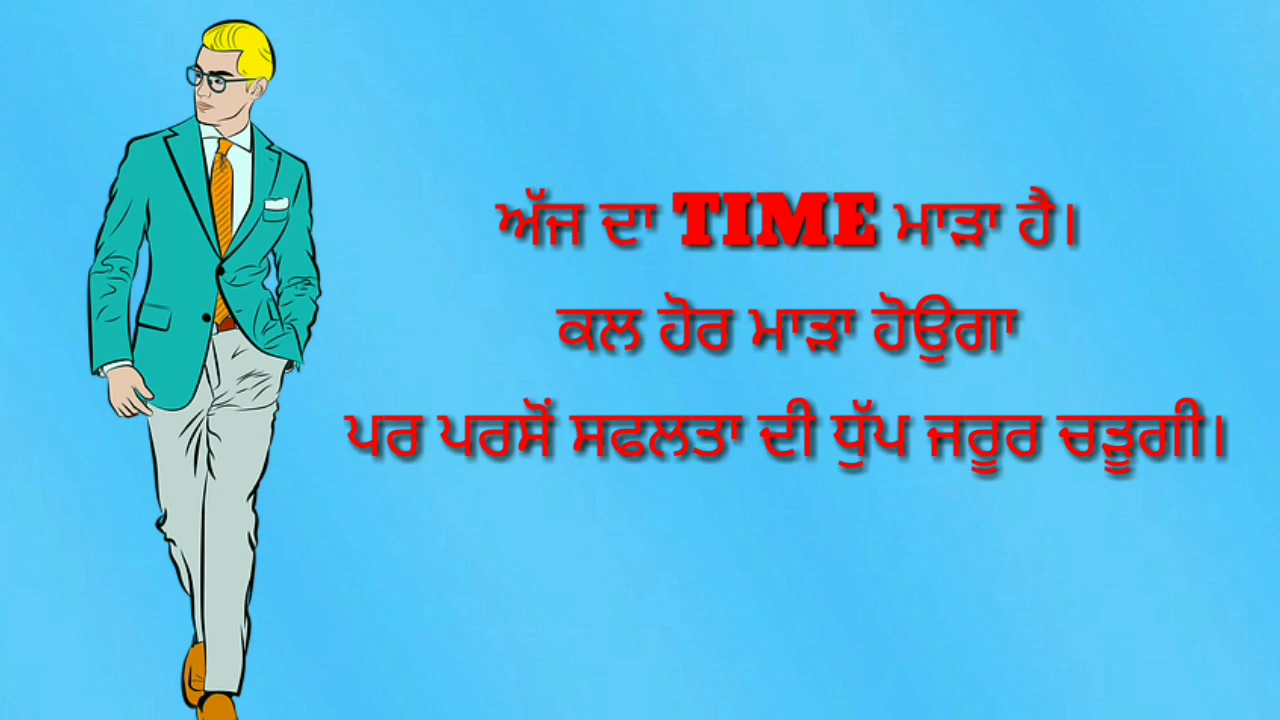 ਅੱਜ ਦਾ TIME ਮਾੜਾ ਹੈ।
ਕਲ ਹੋਰ ਮਾੜਾ ਹੋਉਗਾ
ਪਰ ਪਰਸੋਂ ਸਫਲਤਾ ਦੀ ਧੁੱਪ ਜਰੂਰ ਚੜੂਗੀ।